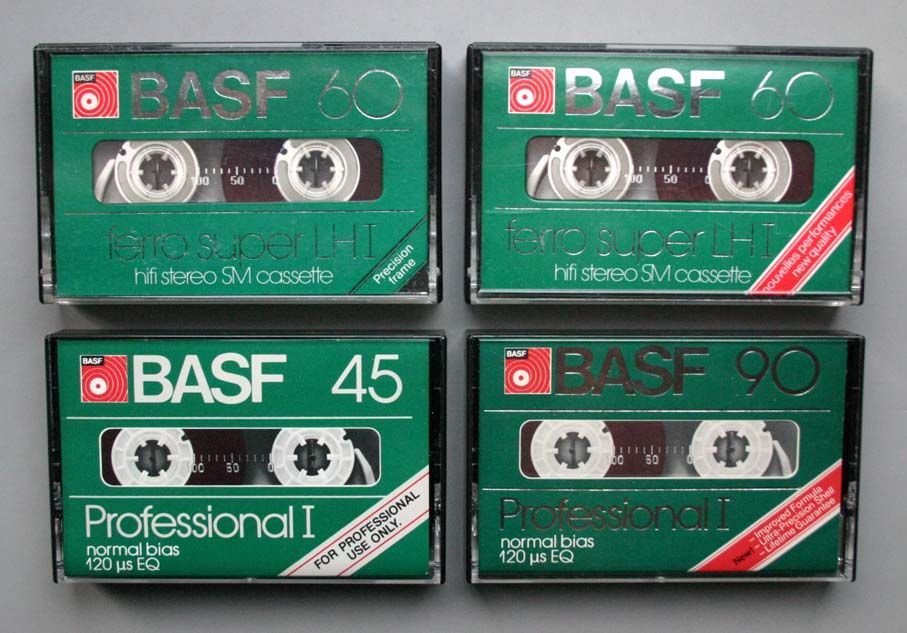 BASF
BASF 60
100 50 0
ferro super LH I
hifi stereo SM cassette
Precision
frame
BASF
BASF 60
100 50 0
ferro super LH I
hifi stereo SM cassette
nouvelles performances
new quality
BASF
BASF 45
100 50 0
Professional I
normal bias
120 µs EQ
FOR PROFESSIONAL
USE ONLY.
BASF
BASF 90
100 50 0
Professional I
normal bias
120 µs EQ
New! – Improved Formula
– Ultra-Precision Shell
– Lifetime Guarantee